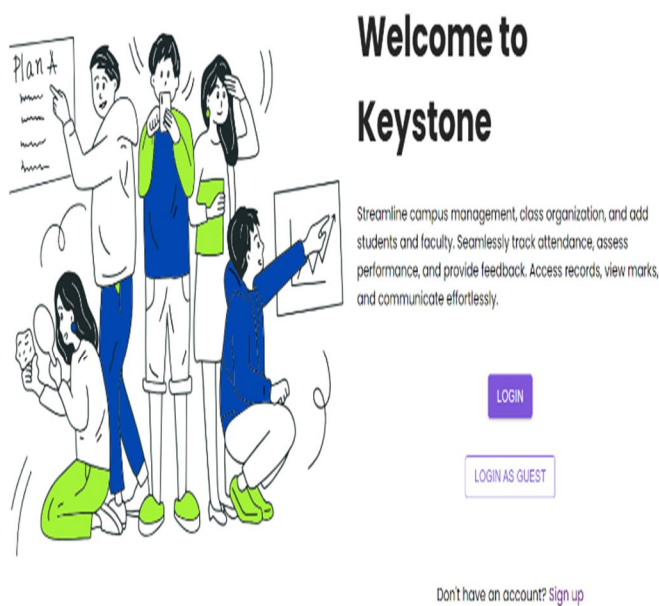 Plan A
Welcome to
Keystone
Streamline campus management, class organization, and add
students and faculty. Seamlessly track attendance, assess
performance, and provide feedback. Access records, view marks,
and communicate effortlessly.
LOGIN
LOGIN AS GUEST
Don't have an account? Sign up